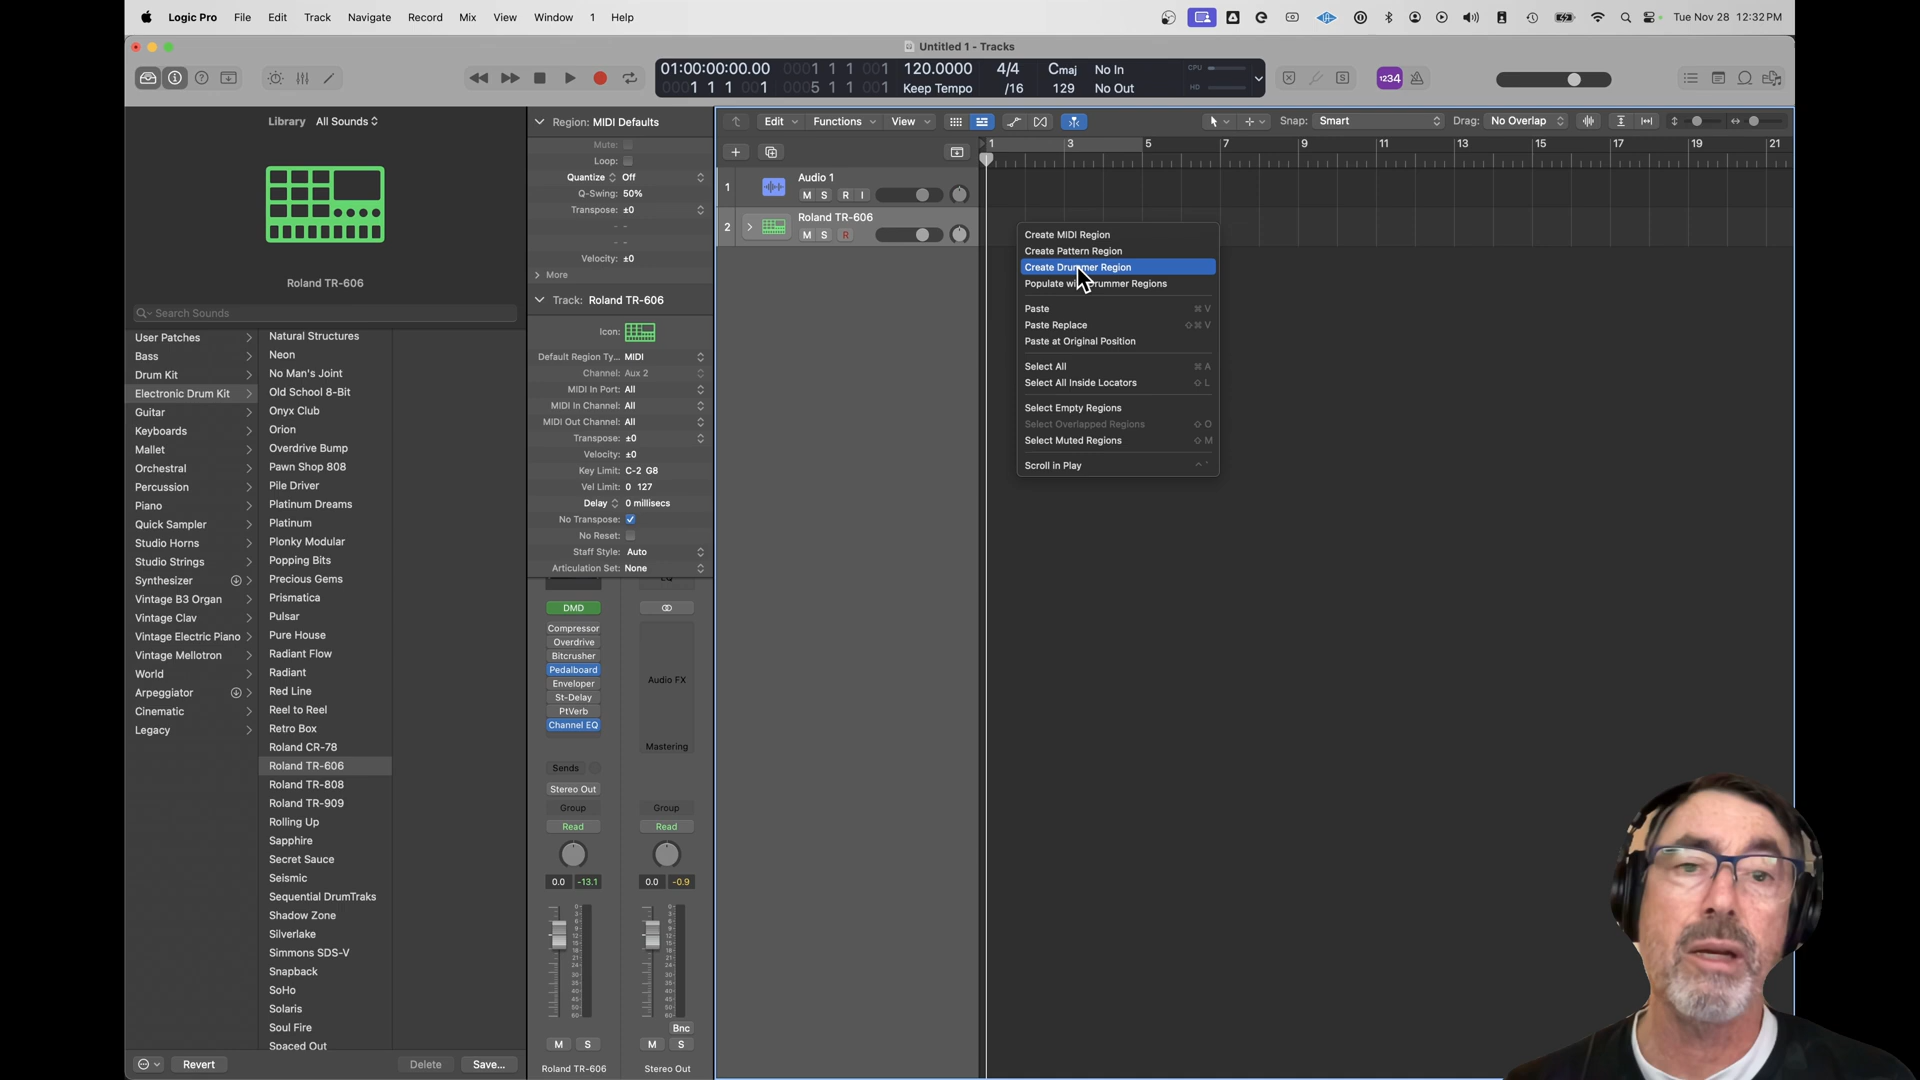 Logic Pro File Edit Track Navigate Record Mix View Window 1 Help Tue Nov 28 12:32 PM
Untitled 1 - Tracks
01:00:00:00.00 0001 1 1 001 120.0000 4/4 Cmaj No In CPU
0001 1 1 001 0005 1 1 001 Keep Tempo /16 129 No Out HD
1234
Library All Sounds
Roland TR-606
Search Sounds
User Patches
Bass
Drum Kit
Electronic Drum Kit
Guitar
Keyboards
Mallet
Orchestral
Percussion
Piano
Quick Sampler
Studio Horns
Studio Strings
Synthesizer
Vintage B3 Organ
Vintage Clav
Vintage Electric Piano
Vintage Mellotron
World
Arpeggiator
Cinematic
Legacy
Natural Structures
Neon
No Man's Joint
Old School 8-Bit
Onyx Club
Orion
Overdrive Bump
Pawn Shop 808
Pile Driver
Platinum Dreams
Platinum
Plonky Modular
Popping Bits
Precious Gems
Prismatica
Pulsar
Pure House
Radiant Flow
Radiant
Red Line
Reel to Reel
Retro Box
Roland CR-78
Roland TR-606
Roland TR-808
Roland TR-909
Rolling Up
Sapphire
Secret Sauce
Seismic
Sequential DrumTraks
Shadow Zone
Silverlake
Simmons SDS-V
Snapback
SoHo
Solaris
Soul Fire
Spaced Out
Revert Delete Save...
Region: MIDI Defaults
Mute:
Loop:
Quantize Off
Q-Swing: 50%
Transpose: ±0
- -
- -
Velocity: ±0
More
Track: Roland TR-606
Icon:
Default Region Ty... MIDI
Channel: Aux 2
MIDI In Port: All
MIDI In Channel: All
MIDI Out Channel: All
Transpose: ±0
Velocity: ±0
Key Limit: C-2 G8
Vel Limit: 0 127
Delay 0 millisecs
No Transpose:
No Reset:
Staff Style: Auto
Articulation Set: None
EQ
DMD
Compressor
Overdrive
Bitcrusher
Pedalboard
Enveloper
St-Delay
PtVerb
Channel EQ
Audio FX
Mastering
Sends
Stereo Out
Group Group
Read Read
0.0 -13.1 0.0 -0.9
Bnc
M S M S
Roland TR-606 Stereo Out
Edit Functions View Snap: Smart Drag: No Overlap
1 3 5 7 9 11 13 15 17 19 21
1 Audio 1
M S R I
2 Roland TR-606
M S R
Create MIDI Region
Create Pattern Region
Create Drummer Region
Paste ⌘ V
Paste Replace ⇧ ⌘ V
Paste at Original Position
Select All ⌘ A
Select All Inside Locators ⇧ L
Select Empty Regions
Select Overlapped Regions ⇧ O
Select Muted Regions ⇧ M
Scroll in Play